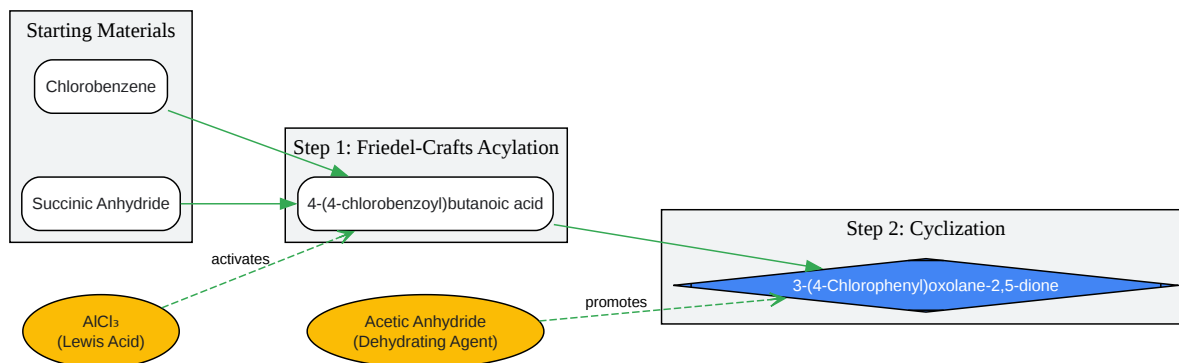 Starting Materials
Chlorobenzene
Succinic Anhydride
Step 1: Friedel-Crafts Acylation
4-(4-chlorobenzoyl)butanoic acid
Step 2: Cyclization
3-(4-Chlorophenyl)oxolane-2,5-dione
activates
promotes
AlCl₃
(Lewis Acid)
Acetic Anhydride
(Dehydrating Agent)